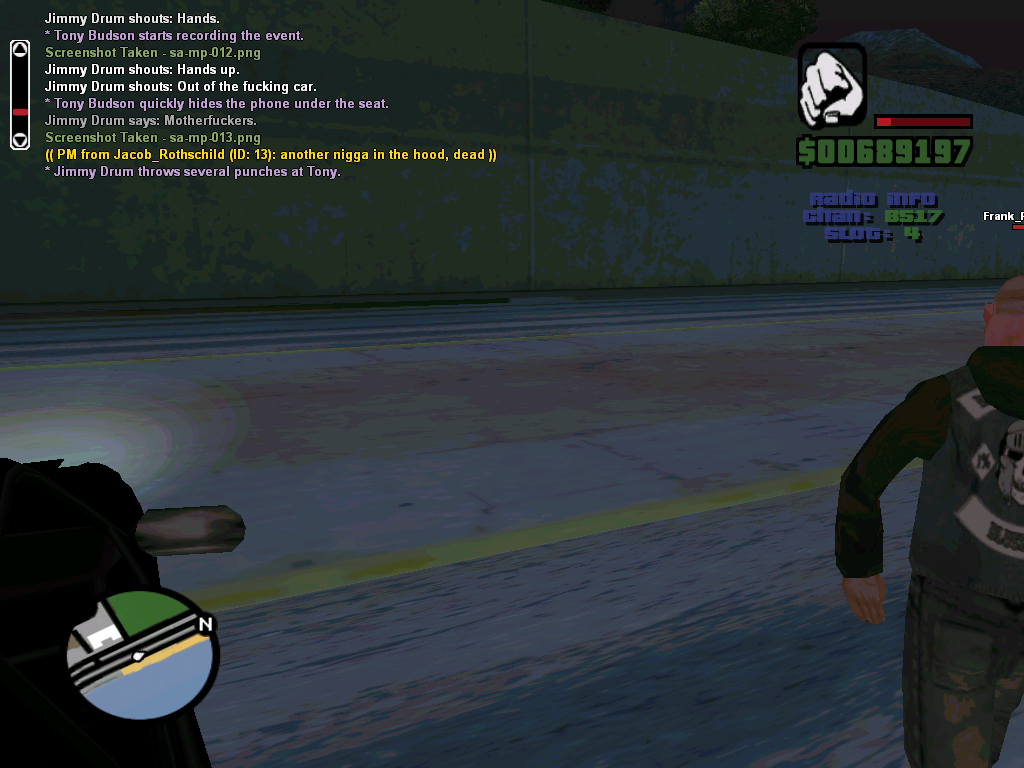 Jimmy Drum shouts: Hands.
* Tony Budson starts recording the event.
Screenshot Taken - sa-mp-012.png
Jimmy Drum shouts: Hands up.
Jimmy Drum shouts: Out of the fucking car.
* Tony Budson quickly hides the phone under the seat.
Jimmy Drum says: Motherfuckers.
Screenshot Taken - sa-mp-013.png
(( PM from Jacob_Rothschild (ID: 13): another nigga in the hood, dead ))
* Jimmy Drum throws several punches at Tony.
$00689197
Radio info
Chan: 8517
Slot: 4
Frank_
N